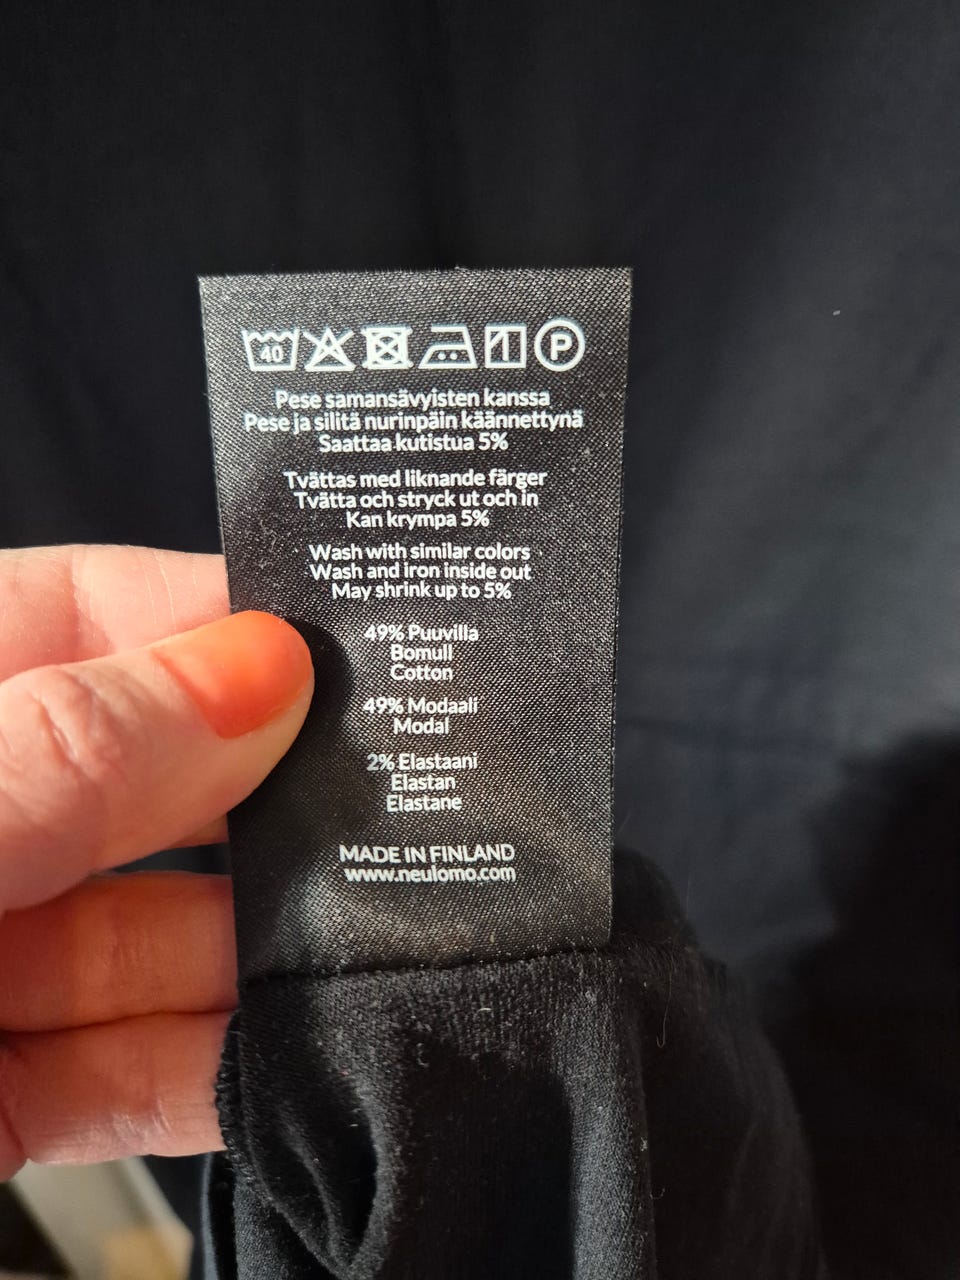 40 P
Pese samansävyisten kanssa
Pese ja silitä nurinpäin käännettynä
Saattaa kutistua 5%
Tvättas med liknande färger
Tvätta och stryck ut och in
Kan krympa 5%
Wash with similar colors
Wash and iron inside out
May shrink up to 5%
49% Puuvilla
Bomull
Cotton
49% Modaali
Modal
2% Elastaani
Elastan
Elastane
MADE IN FINLAND
www.neulomo.com